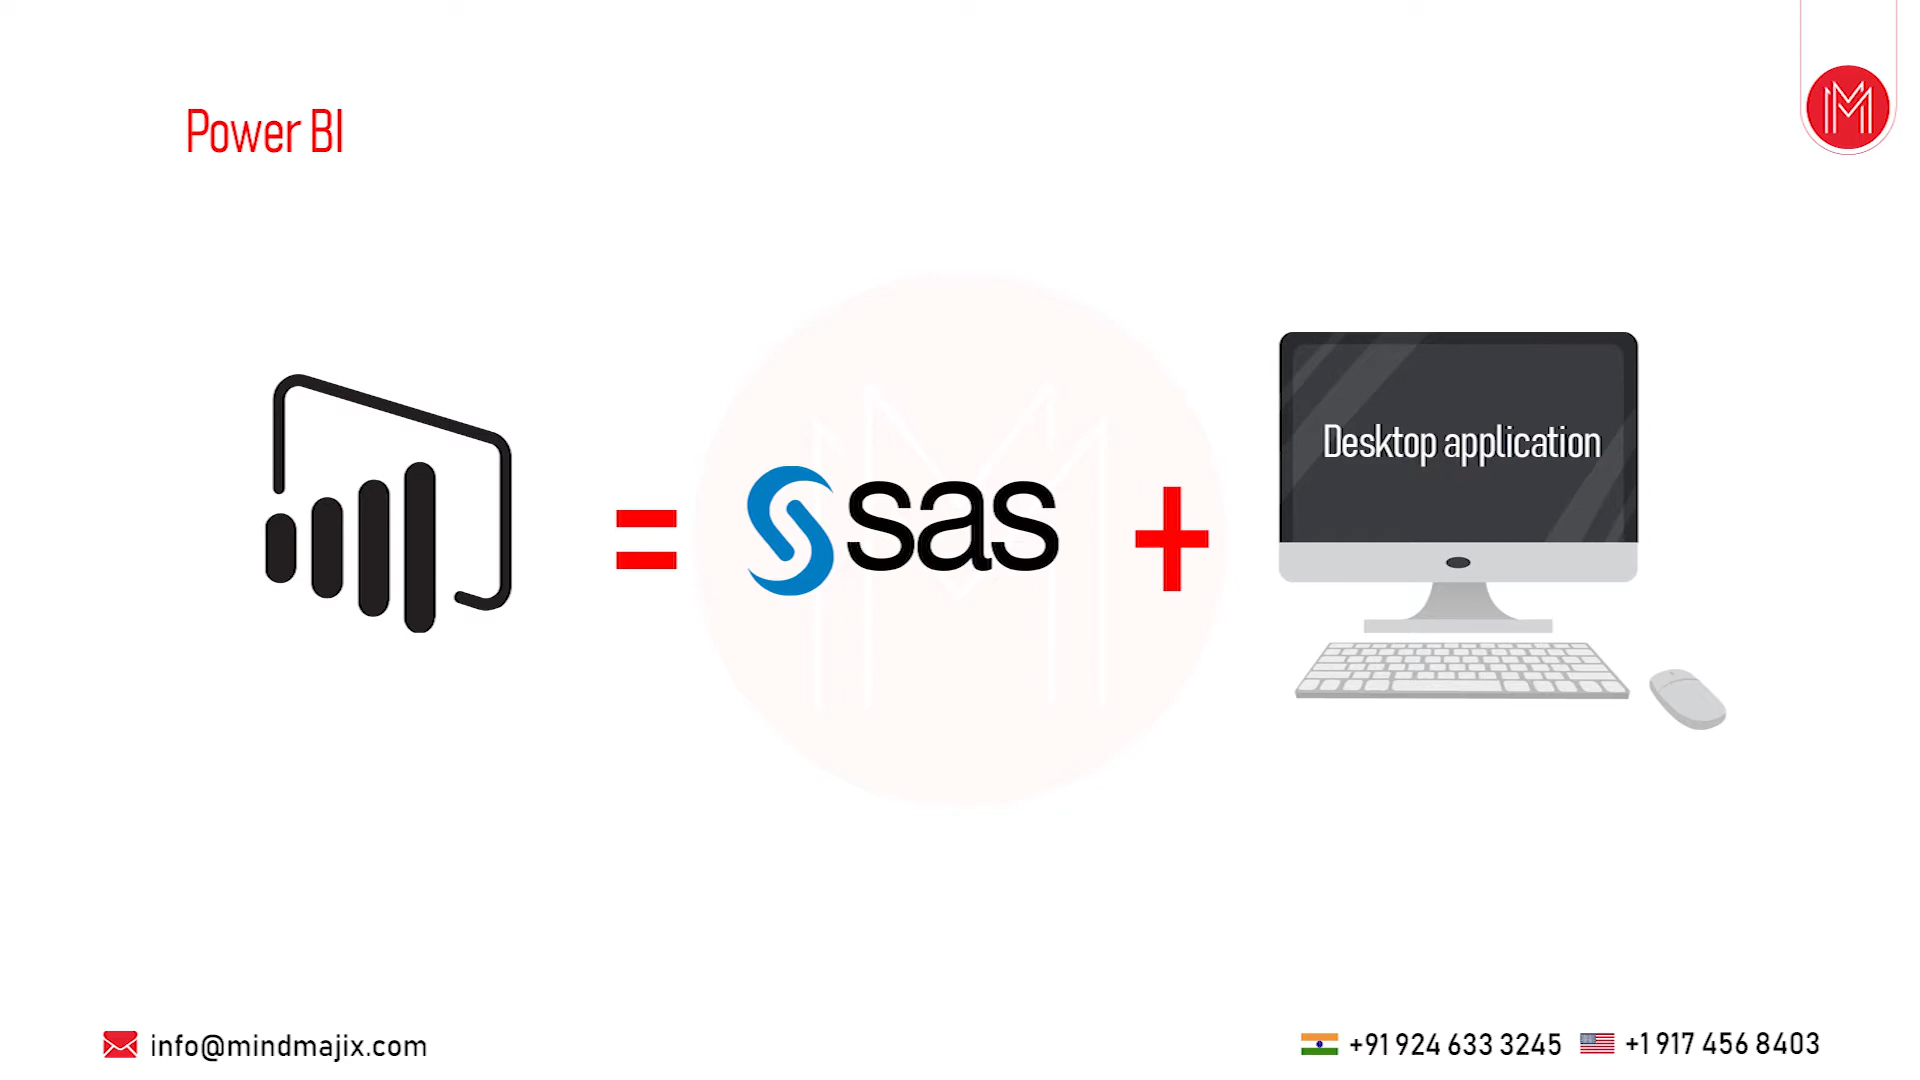 Power BI
Desktop application
sas
info@mindmajix.com
+91 924 633 3245
+1 917 456 8403